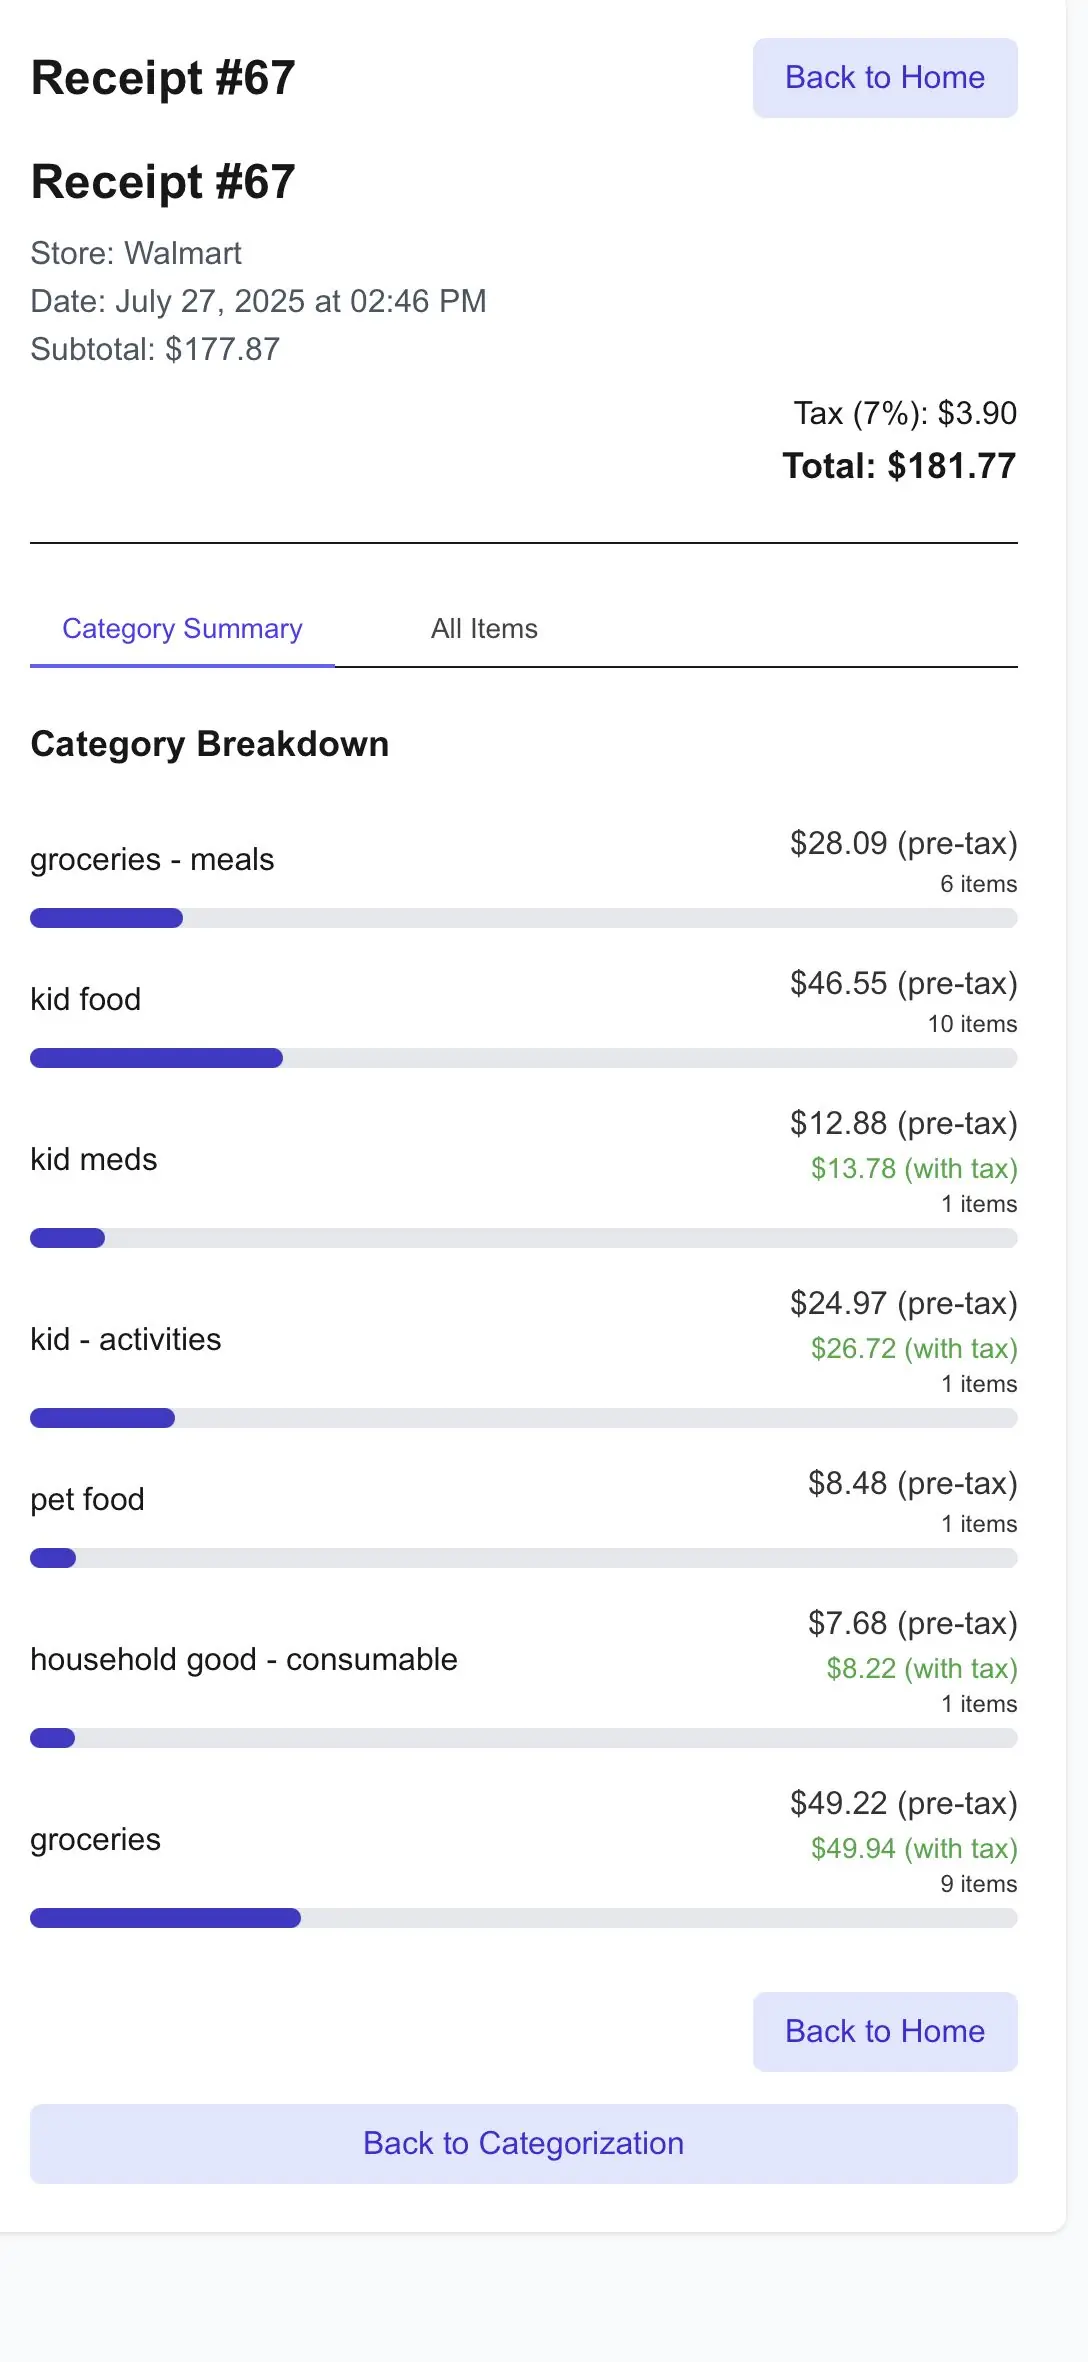 Receipt #67
Back to Home
Receipt #67
Store: Walmart
Date: July 27, 2025 at 02:46 PM
Subtotal: $177.87
Tax (7%): $3.90
Total: $181.77
Category Summary
All Items
Category Breakdown
groceries - meals
$28.09 (pre-tax)
6 items
kid food
$46.55 (pre-tax)
10 items
kid meds
$12.88 (pre-tax)
$13.78 (with tax)
1 items
kid - activities
$24.97 (pre-tax)
$26.72 (with tax)
1 items
pet food
$8.48 (pre-tax)
1 items
household good - consumable
$7.68 (pre-tax)
$8.22 (with tax)
1 items
groceries
$49.22 (pre-tax)
$49.94 (with tax)
9 items
Back to Home
Back to Categorization